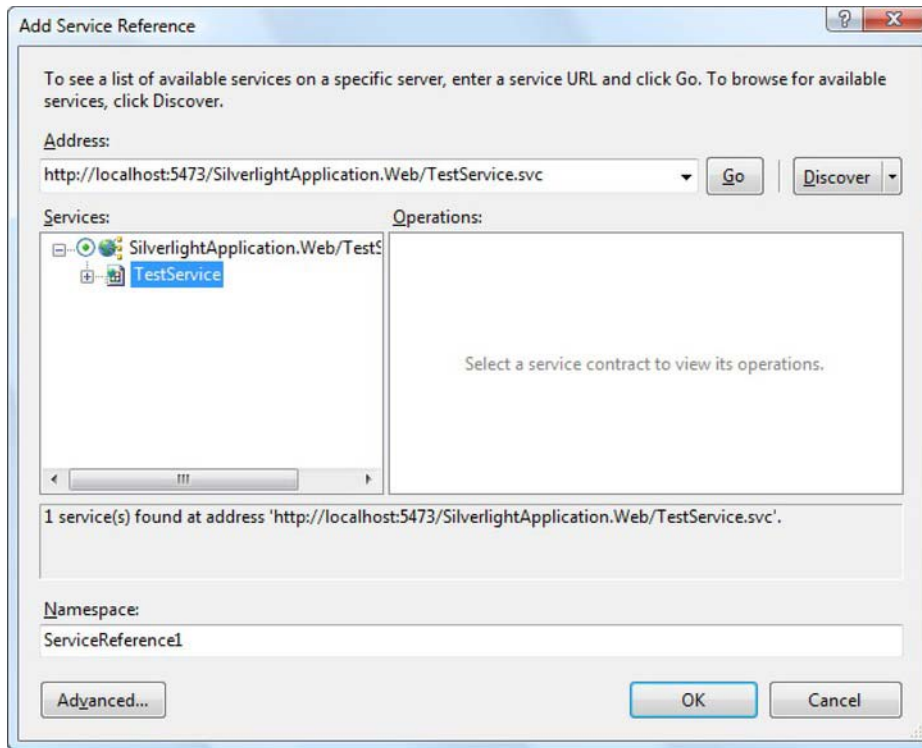 Add Service Reference
To see a list of available services on a specific server, enter a service URL and click Go. To browse for available
services, click Discover.
Address:
http://localhost:5473/SilverlightApplication.Web/TestService.svc
Go
Discover
Services:
Operations:
SilverlightApplication.Web/TestS
TestService
Select a service contract to view its operations.
1 service(s) found at address 'http://localhost:5473/SilverlightApplication.Web/TestService.svc'.
Namespace:
ServiceReference1
Advanced...
OK
Cancel